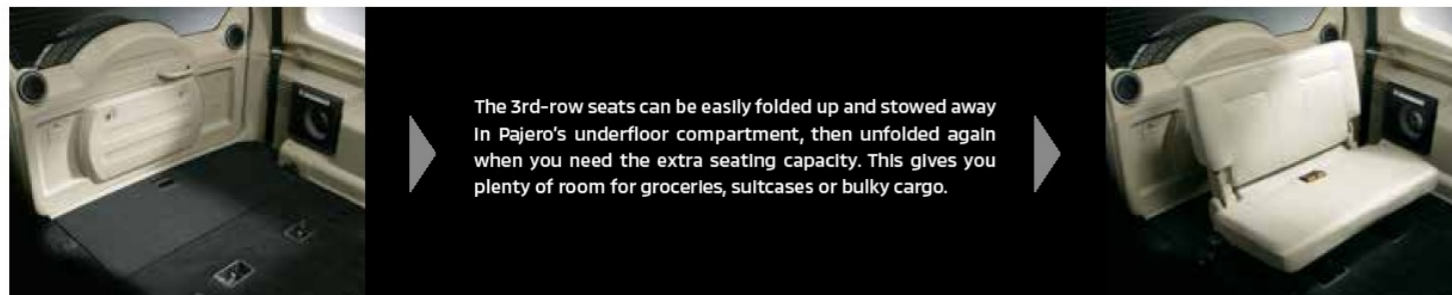 The 3rd-row seats can be easily folded up and stowed away
in Pajero's underfloor compartment, then unfolded again
when you need the extra seating capacity. This gives you
plenty of room for groceries, suitcases or bulky cargo.